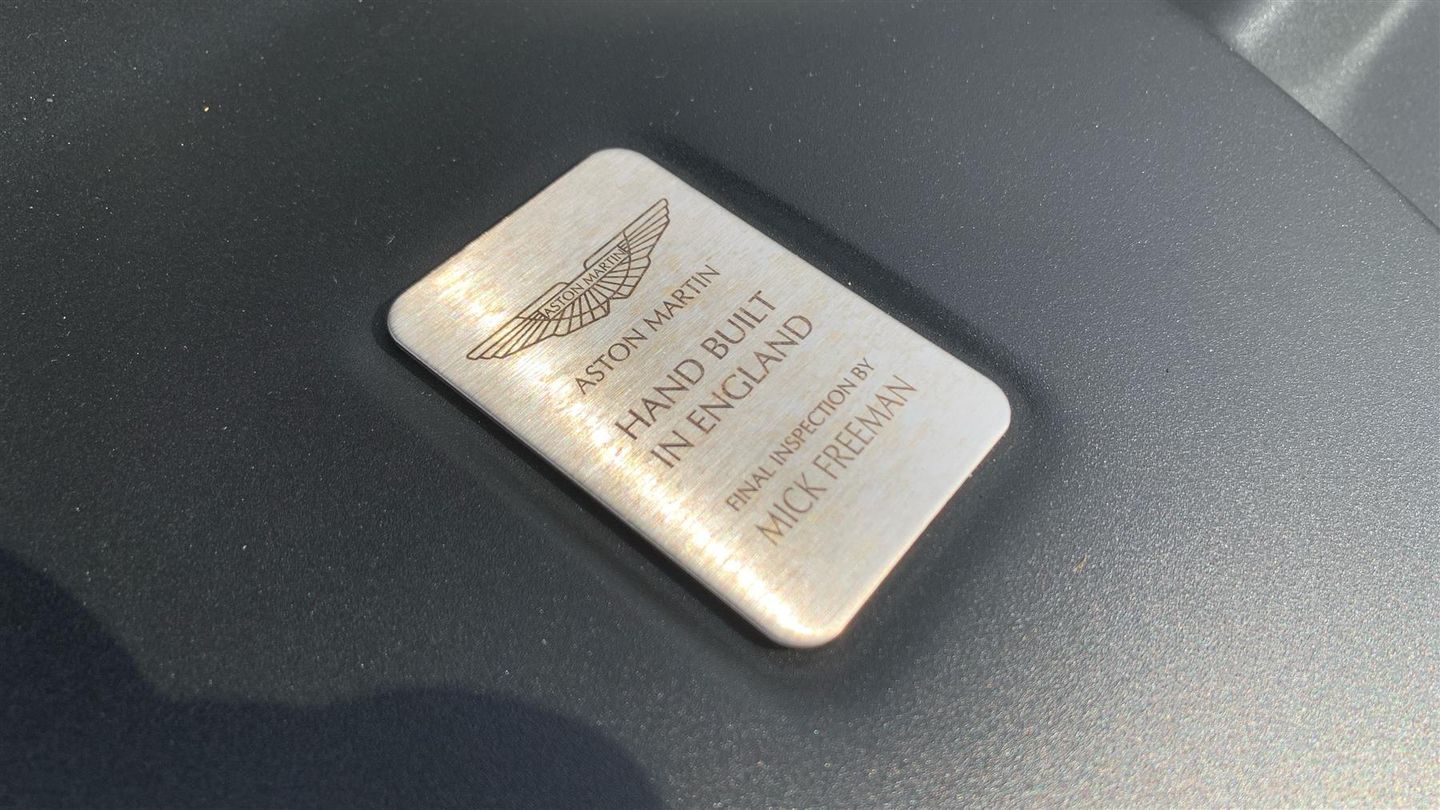 ASTON MARTIN
ASTON MARTIN
HAND BUILT
IN ENGLAND
FINAL INSPECTION BY
MICK FREEMAN